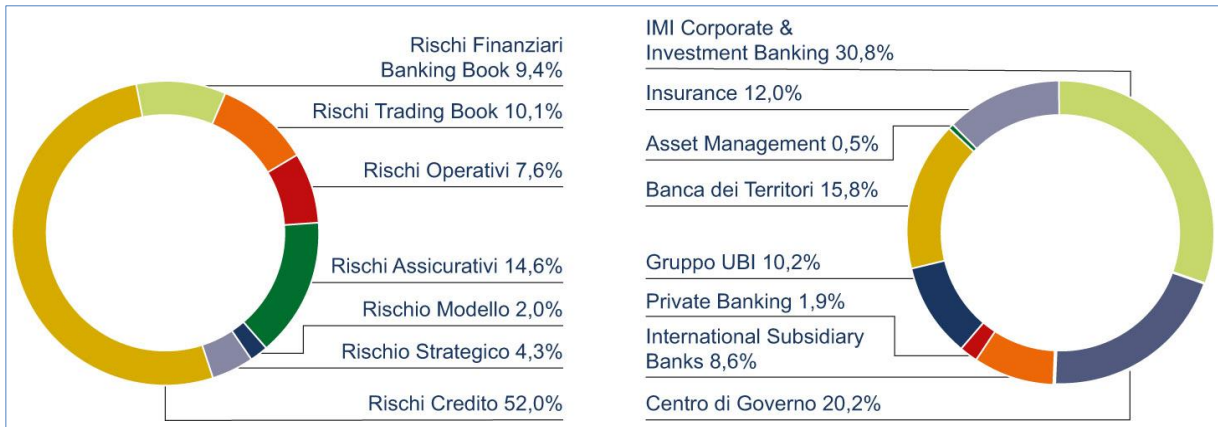 Rischi Finanziari
Banking Book 9,4%
Rischi Trading Book 10,1%
Rischi Operativi 7,6%
Rischi Assicurativi 14,6%
Rischio Modello 2,0%
Rischio Strategico 4,3%
Rischi Credito 52,0%
IMI Corporate &
Investment Banking 30,8%
Insurance 12,0%
Asset Management 0,5%
Banca dei Territori 15,8%
Gruppo UBI 10,2%
Private Banking 1,9%
International Subsidiary
Banks 8,6%
Centro di Governo 20,2%